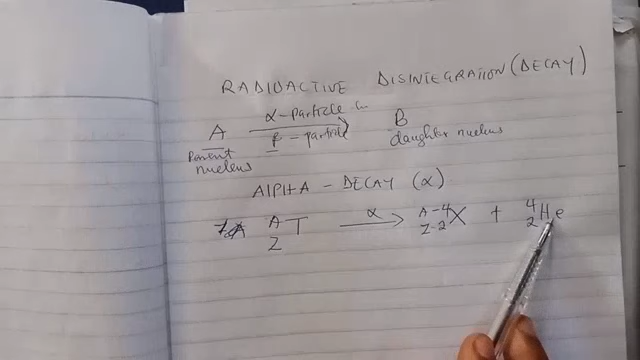 RADIOACTIVE DISINTEGRATION (DECAY)
α-particle
A → B
β-particle
Parent nucleus
daughter nucleus
AlPHA - DECAY (α)
A Z T α → A-4 Z-2 X + 4 2 He